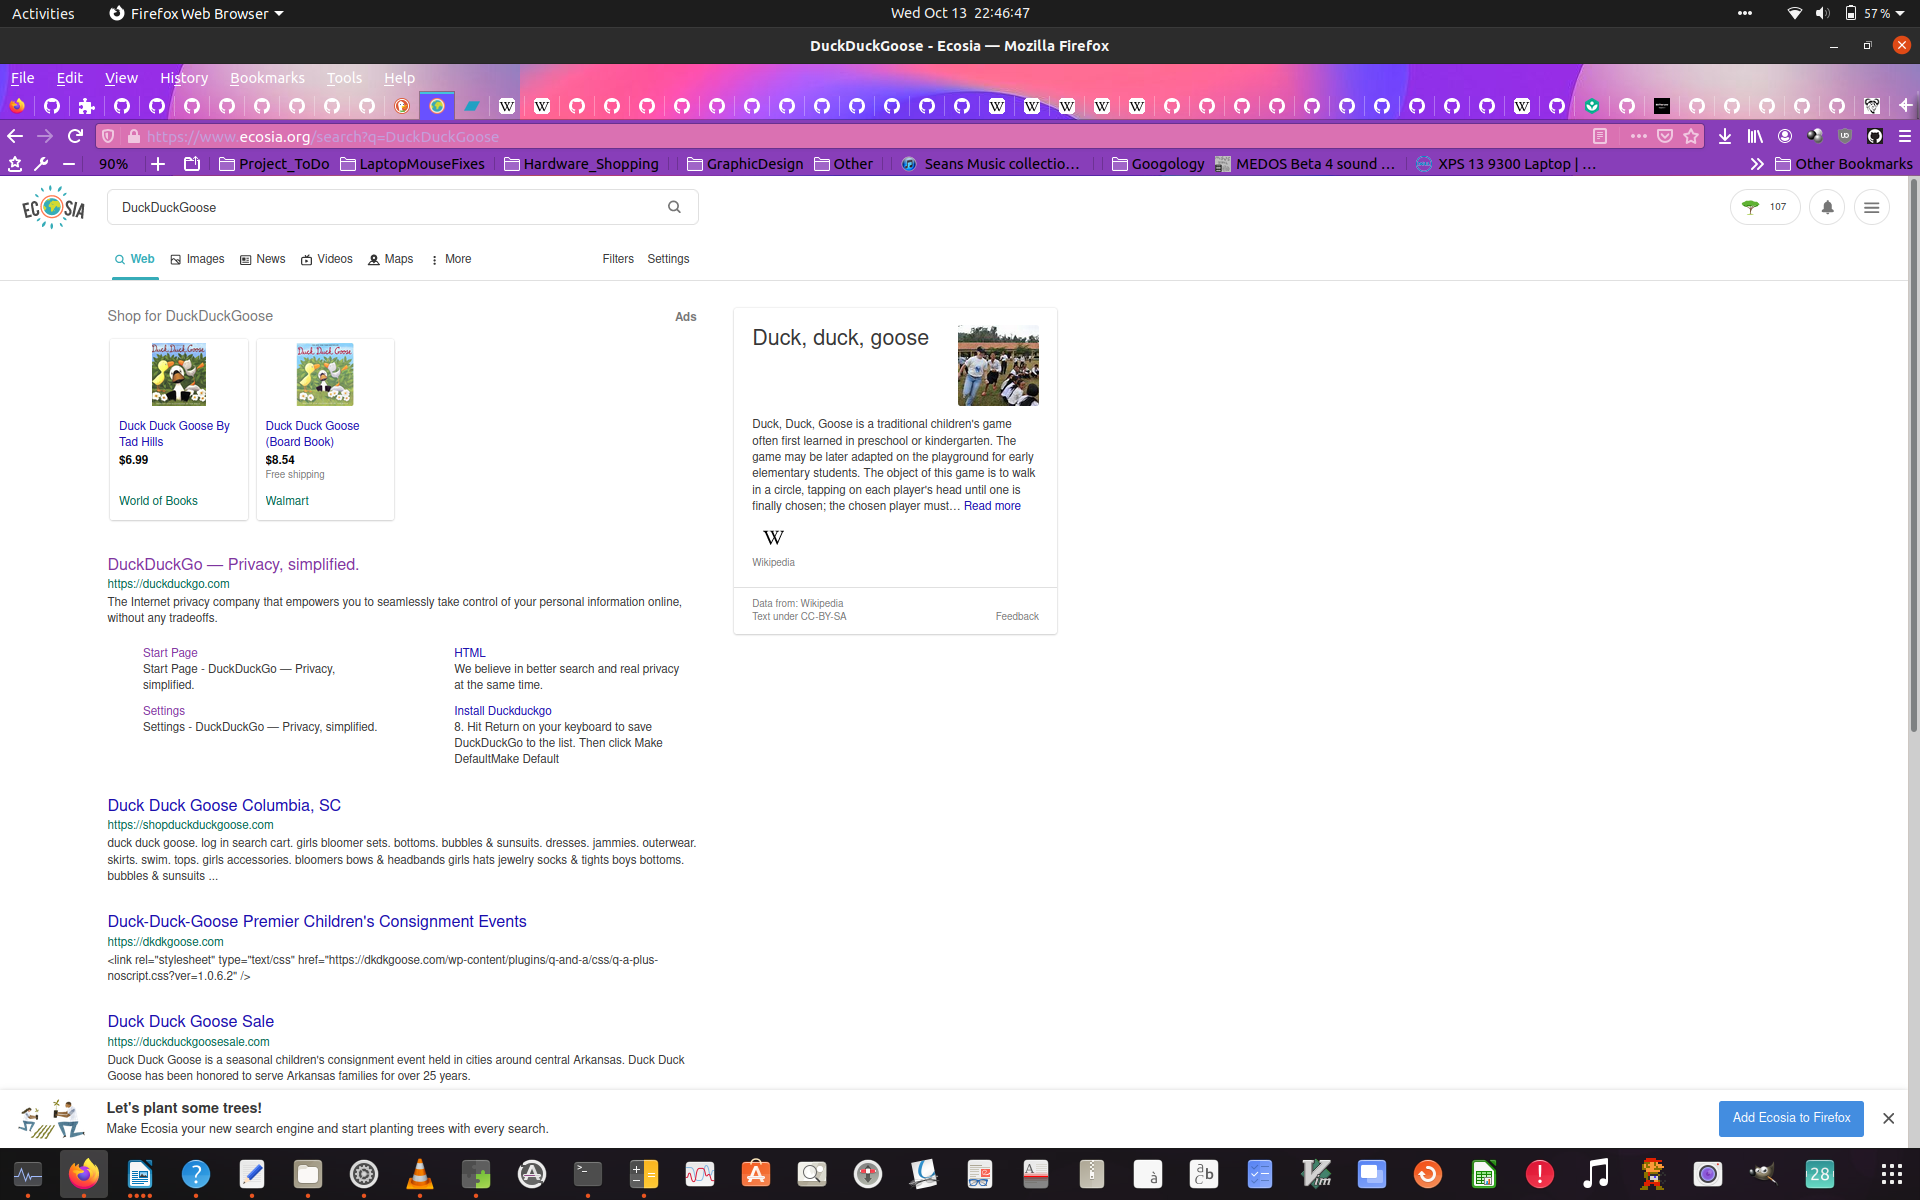 Activities
Firefox Web Browser
Wed Oct 13 22:46:47
57 %
DuckDuckGoose - Ecosia — Mozilla Firefox
File Edit View History Bookmarks Tools Help
https://www.ecosia.org/search?q=DuckDuckGoose
90%
Project_ToDo
LaptopMouseFixes
Hardware_Shopping
GraphicDesign
Other
Seans Music collectio...
Googology
MEDOS Beta 4 sound ...
XPS 13 9300 Laptop | ...
Other Bookmarks
ECOSIA
DuckDuckGoose
107
Web Images News Videos Maps More Filters Settings
Shop for DuckDuckGoose
Ads
Duck Duck Goose By
Tad Hills
$6.99
World of Books
Duck Duck Goose
(Board Book)
$8.54
Free shipping
Walmart
Duck, duck, goose
Duck, Duck, Goose is a traditional children's game
often first learned in preschool or kindergarten. The
game may be later adapted on the playground for early
elementary students. The object of this game is to walk
in a circle, tapping on each player's head until one is
finally chosen; the chosen player must… Read more
W
Wikipedia
Data from: Wikipedia
Text under CC-BY-SA
Feedback
DuckDuckGo — Privacy, simplified.
https://duckduckgo.com
The Internet privacy company that empowers you to seamlessly take control of your personal information online,
without any tradeoffs.
Start Page
Start Page - DuckDuckGo — Privacy,
simplified.
HTML
We believe in better search and real privacy
at the same time.
Settings
Settings - DuckDuckGo — Privacy, simplified.
Install Duckduckgo
8. Hit Return on your keyboard to save
DuckDuckGo to the list. Then click Make
DefaultMake Default
Duck Duck Goose Columbia, SC
https://shopduckduckgoose.com
duck duck goose. log in search cart. girls bloomer sets. bottoms. bubbles & sunsuits. dresses. jammies. outerwear.
skirts. swim. tops. girls accessories. bloomers bows & headbands girls hats jewelry socks & tights boys bottoms.
bubbles & sunsuits ...
Duck-Duck-Goose Premier Children's Consignment Events
https://dkdkgoose.com
<link rel="stylesheet" type="text/css" href="https://dkdkgoose.com/wp-content/plugins/q-and-a/css/q-a-plus-
noscript.css?ver=1.0.6.2" />
Duck Duck Goose Sale
https://duckduckgoosesale.com
Duck Duck Goose is a seasonal children's consignment event held in cities around central Arkansas. Duck Duck
Goose has been honored to serve Arkansas families for over 25 years.
Let's plant some trees!
Make Ecosia your new search engine and start planting trees with every search.
Add Ecosia to Firefox
28